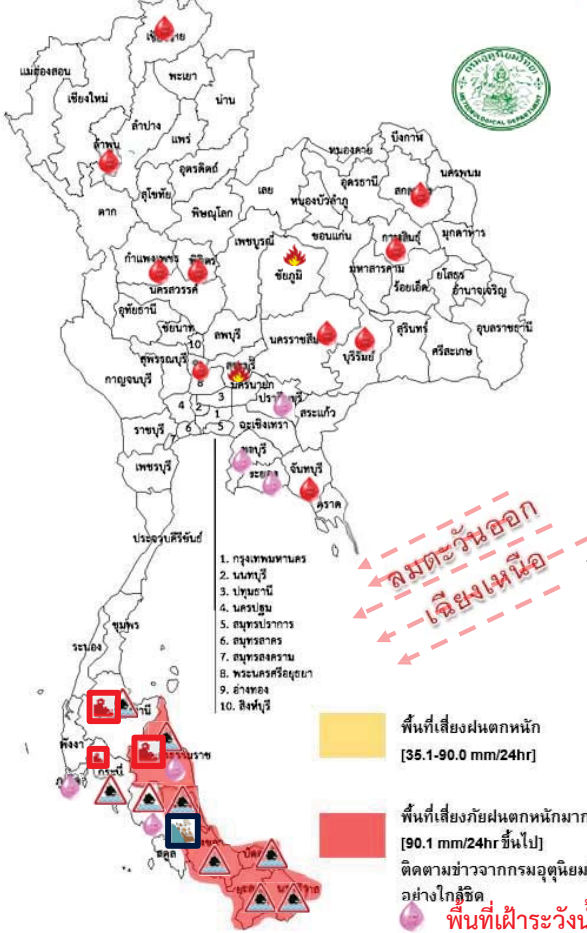 แม่ฮ่องสอน
พะเยา
เชียงใหม่
น่าน
ลำปาง
แพร่
ลำพูน
อุตรดิตถ์
ตาก
สุโขทัย
พิษณุโลก
เลย
หนองคาย
บึงกาฬ
อุดรธานี
นครพนม
หนองบัวลำภู
เพชรบูรณ์
ขอนแก่น
มุกดาหาร
กำแพงเพชร
ชัยภูมิ
มหาสารคาม
ร้อยเอ็ด
ยโสธร
อำนาจเจริญ
นครสวรรค์
อุทัยธานี
ชัยนาท
ลพบุรี
สุรินทร์
อุบลราชธานี
ศรีสะเกษ
บุรีรัมย์
10
สุพรรณบุรี
กาญจนบุรี
8
นครนายก
3
สระแก้ว
4
2
1
ฉะเชิงเทรา
ราชบุรี
6
5
7
จันทบุรี
เพชรบุรี
ตราด
ประจวบคีรีขันธ์
ลมตะวันออก
เฉียงเหนือ
1. กรุงเทพมหานคร
2. นนทบุรี
3. ปทุมธานี
4. นครปฐม
5. สมุทรปราการ
6. สมุทรสาคร
7. สมุทรสงคราม
8. พระนครศรีอยุธยา
9. อ่างทอง
10. สิงห์บุรี
ชุมพร
ระนอง
พังงา
กระบี่
สตูล
พื้นที่เสี่ยงฝนตกหนัก
[35.1-90.0 mm/24hr]
พื้นที่เสี่ยงภัยฝนตกหนักมาก
[90.1 mm/24hr ขึ้นไป]
ติดตามข่าวจากกรมอุตุนิยม
อย่างใกล้ชิด
พื้นที่เฝ้าระวังน้